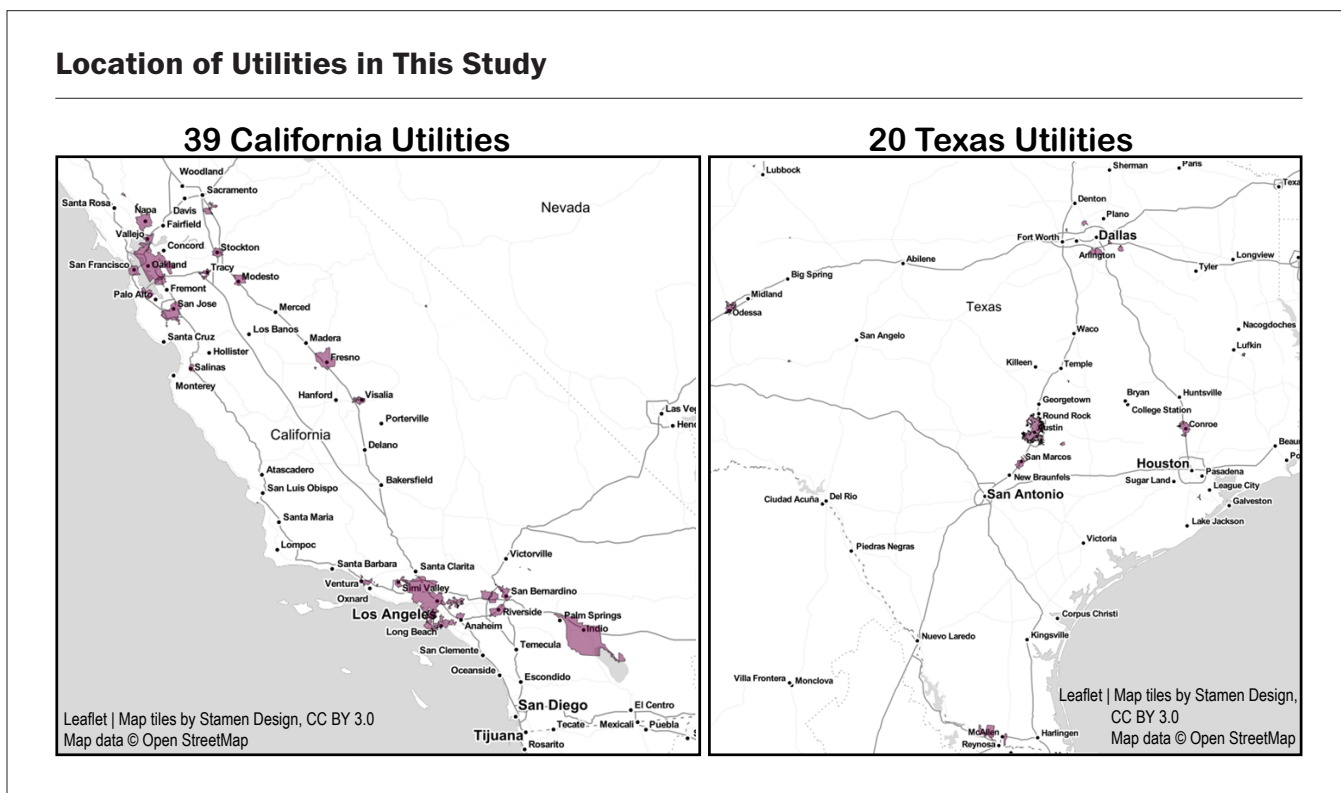 Location of Utilities in This Study
39 California Utilities
20 Texas Utilities
Woodland
Sacramento
Santa Rosa
Napa
Davis
Fairfield
Vallejo
Concord
Stockton
San Francisco
Oakland
Tracy
Modesto
Fremont
Palo Alto
San Jose
Merced
Santa Cruz
Los Banos
Madera
Hollister
Fresno
Salinas
Monterey
Hanford
Visalia
Porterville
California
Nevada
Las Ve
Hen
Delano
Atascadero
Bakersfield
San Luis Obispo
Santa Maria
Lompoc
Victorville
Santa Barbara
Santa Clarita
Ventura
Simi Valley
San Bernardino
Oxnard
Los Angeles
Riverside
Palm Springs
Long Beach
Anaheim
Indio
San Clemente
Temecula
Oceanside
Escondido
San Diego
El Centro
Tijuana
Tecate
Mexicali
Puebla
Rosarito
Leaflet | Map tiles by Stamen Design, CC BY 3.0
Map data © Open StreetMap
Lubbock
Sherman
Paris
Texa
Denton
Plano
Fort Worth
Dallas
Arlington
Abilene
Tyler
Longview
Big Spring
Midland
Odessa
Texas
San Angelo
Waco
Nacogdoches
Lufkin
Killeen
Temple
Georgetown
Bryan
College Station
Huntsville
Round Rock
ustin
Conroe
San Marcos
Houston
Beau
Po
New Braunfels
Sugar Land
Pasadena
League City
San Antonio
Galveston
Ciudad Acuña
Del Rio
Lake Jackson
Piedras Negras
Victoria
Corpus Christi
Nuevo Laredo
Kingsville
Villa Frontera
Monclova
McAllen
Reynosa
Harlingen
Leaflet | Map tiles by Stamen Design,
CC BY 3.0
Map data © Open StreetMap